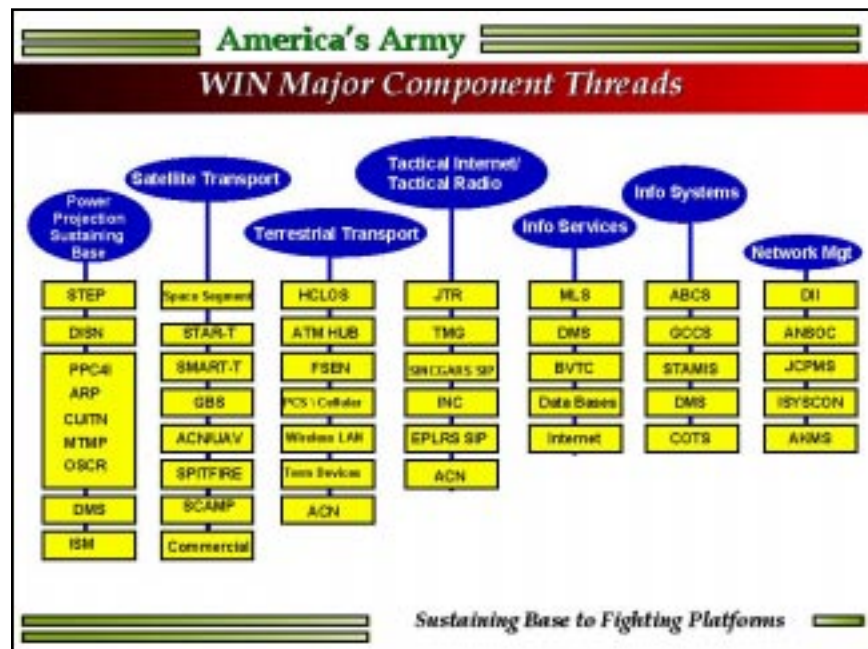 America's Army
WIN Major Component Threads
Power
Projection
Sustaining
Base
STEP
DISN
PPC4I
ARP
CUITN
MTMP
OSCR
DMS
ISM
Satellite Transport
Space Segment
STAR-T
SMART-T
GBS
ACN/UAV
SPITFIRE
SCAMP
Commercial
Terrestrial Transport
HCLOS
ATM HUB
FSEN
PCS \ Cellular
Wireless LAN
Term Devices
ACN
Tactical Internet/
Tactical Radio
JTR
TMG
SINCGARS SIP
INC
EPLRS SIP
ACN
Info Services
MLS
DMS
BVTC
Data Bases
Internet
Info Systems
ABCS
GCCS
STAMIS
DMS
COTS
Network Mgt
DII
ANSOC
JCPMS
ISYSCON
AKMS
Sustaining Base to Fighting Platforms